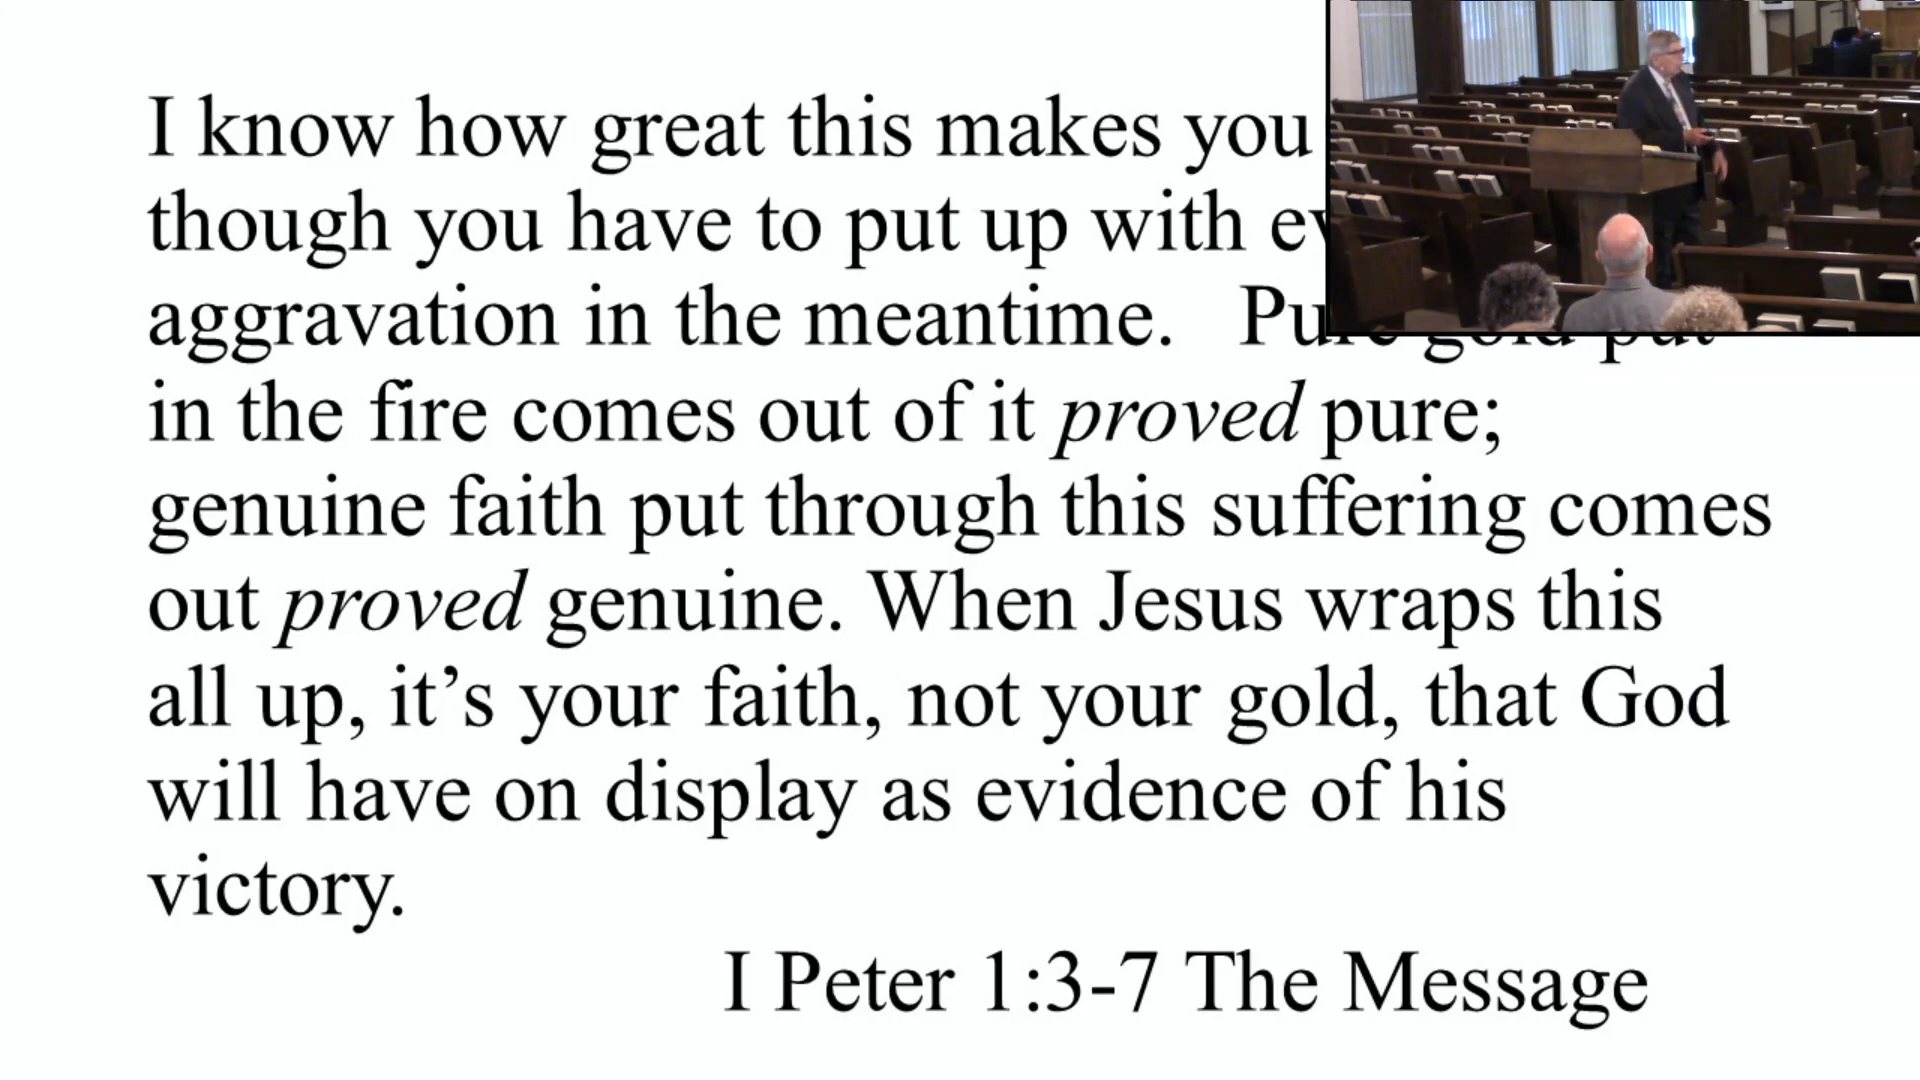 I know how great this makes you
though you have to put up with
aggravation in the meantime.
in the fire comes out of it proved pure;
genuine faith put through this suffering comes
out proved genuine. When Jesus wraps this
all up, it’s your faith, not your gold, that God
will have on display as evidence of his
victory.
I Peter 1:3-7 The Message